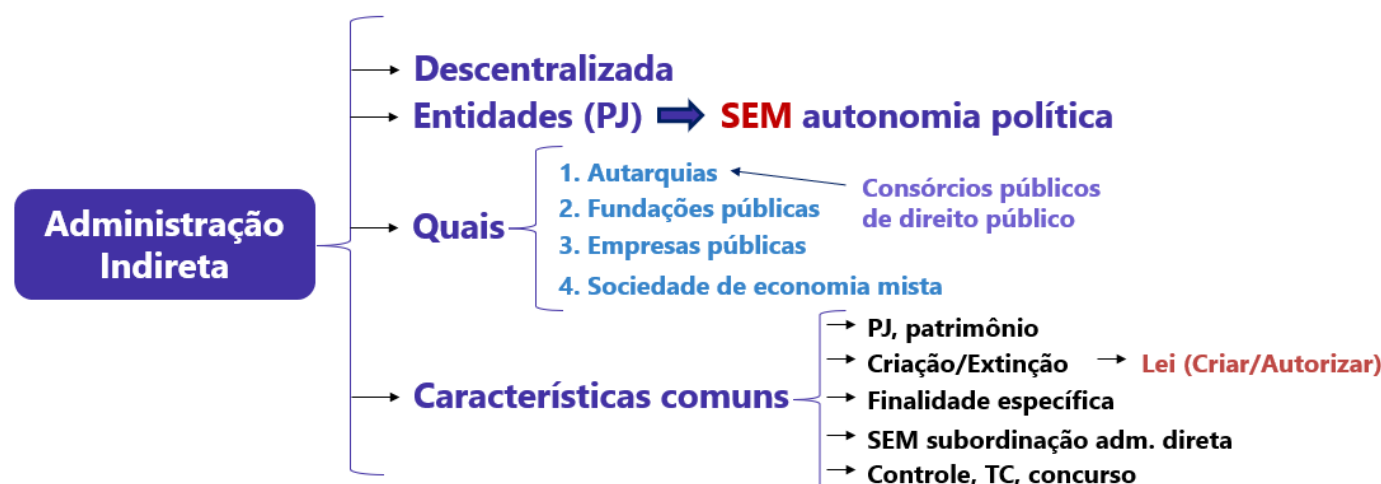 Descentralizada
Entidades (PJ) SEM autonomia política
Administração
Indireta
Quais
1. Autarquias
2. Fundações públicas
3. Empresas públicas
4. Sociedade de economia mista
Consórcios públicos
de direito público
Características comuns
PJ, patrimônio
Criação/Extinção Lei (Criar/Autorizar)
Finalidade específica
SEM subordinação adm. direta
Controle, TC, concurso